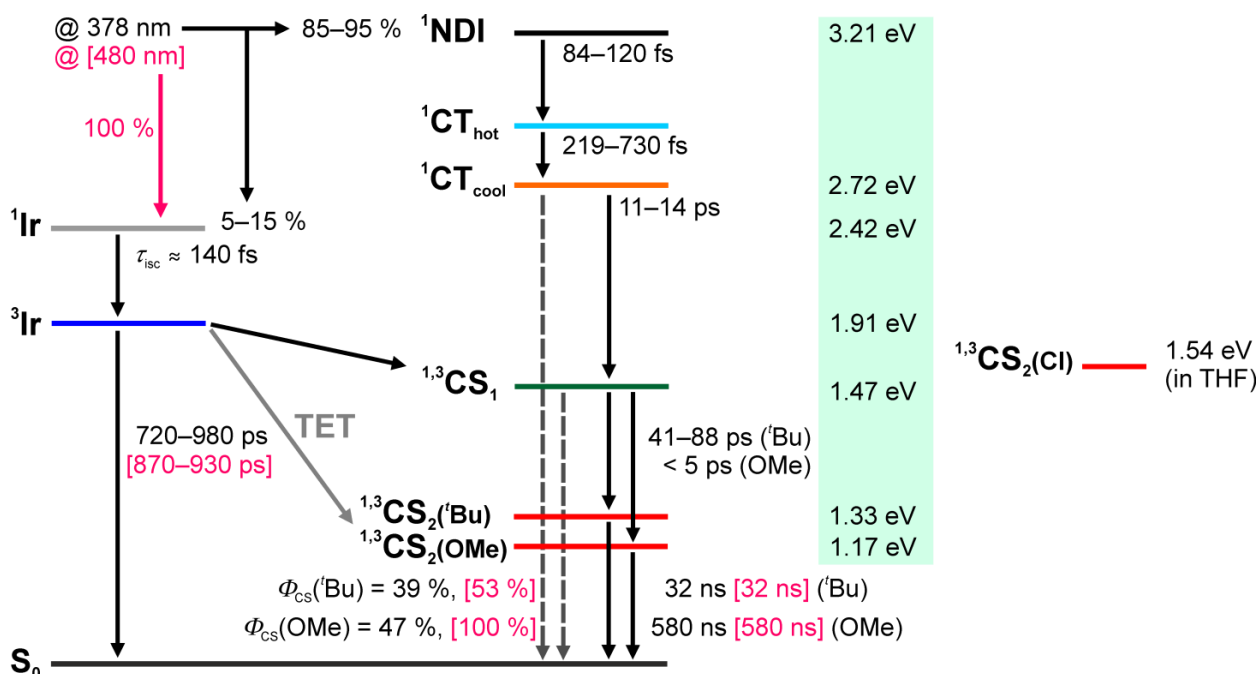 @ 378 nm
@ [480 nm]
85–95 %
100 %
5–15 %
¹Ir
τisc ≈ 140 fs
³Ir
720–980 ps
[870–930 ps]
TET
S₀
¹NDI
84–120 fs
¹CThot
219–730 fs
¹CTcool
11–14 ps
¹,³CS₁
41–88 ps (ᵗBu)
< 5 ps (OMe)
¹,³CS₂(ᵗBu)
¹,³CS₂(OMe)
ΦCS(ᵗBu) = 39 %, [53 %]
ΦCS(OMe) = 47 %, [100 %]
32 ns [32 ns] (ᵗBu)
580 ns [580 ns] (OMe)
3.21 eV
2.72 eV
2.42 eV
1.91 eV
1.47 eV
1.33 eV
1.17 eV
¹,³CS₂(Cl)
1.54 eV
(in THF)